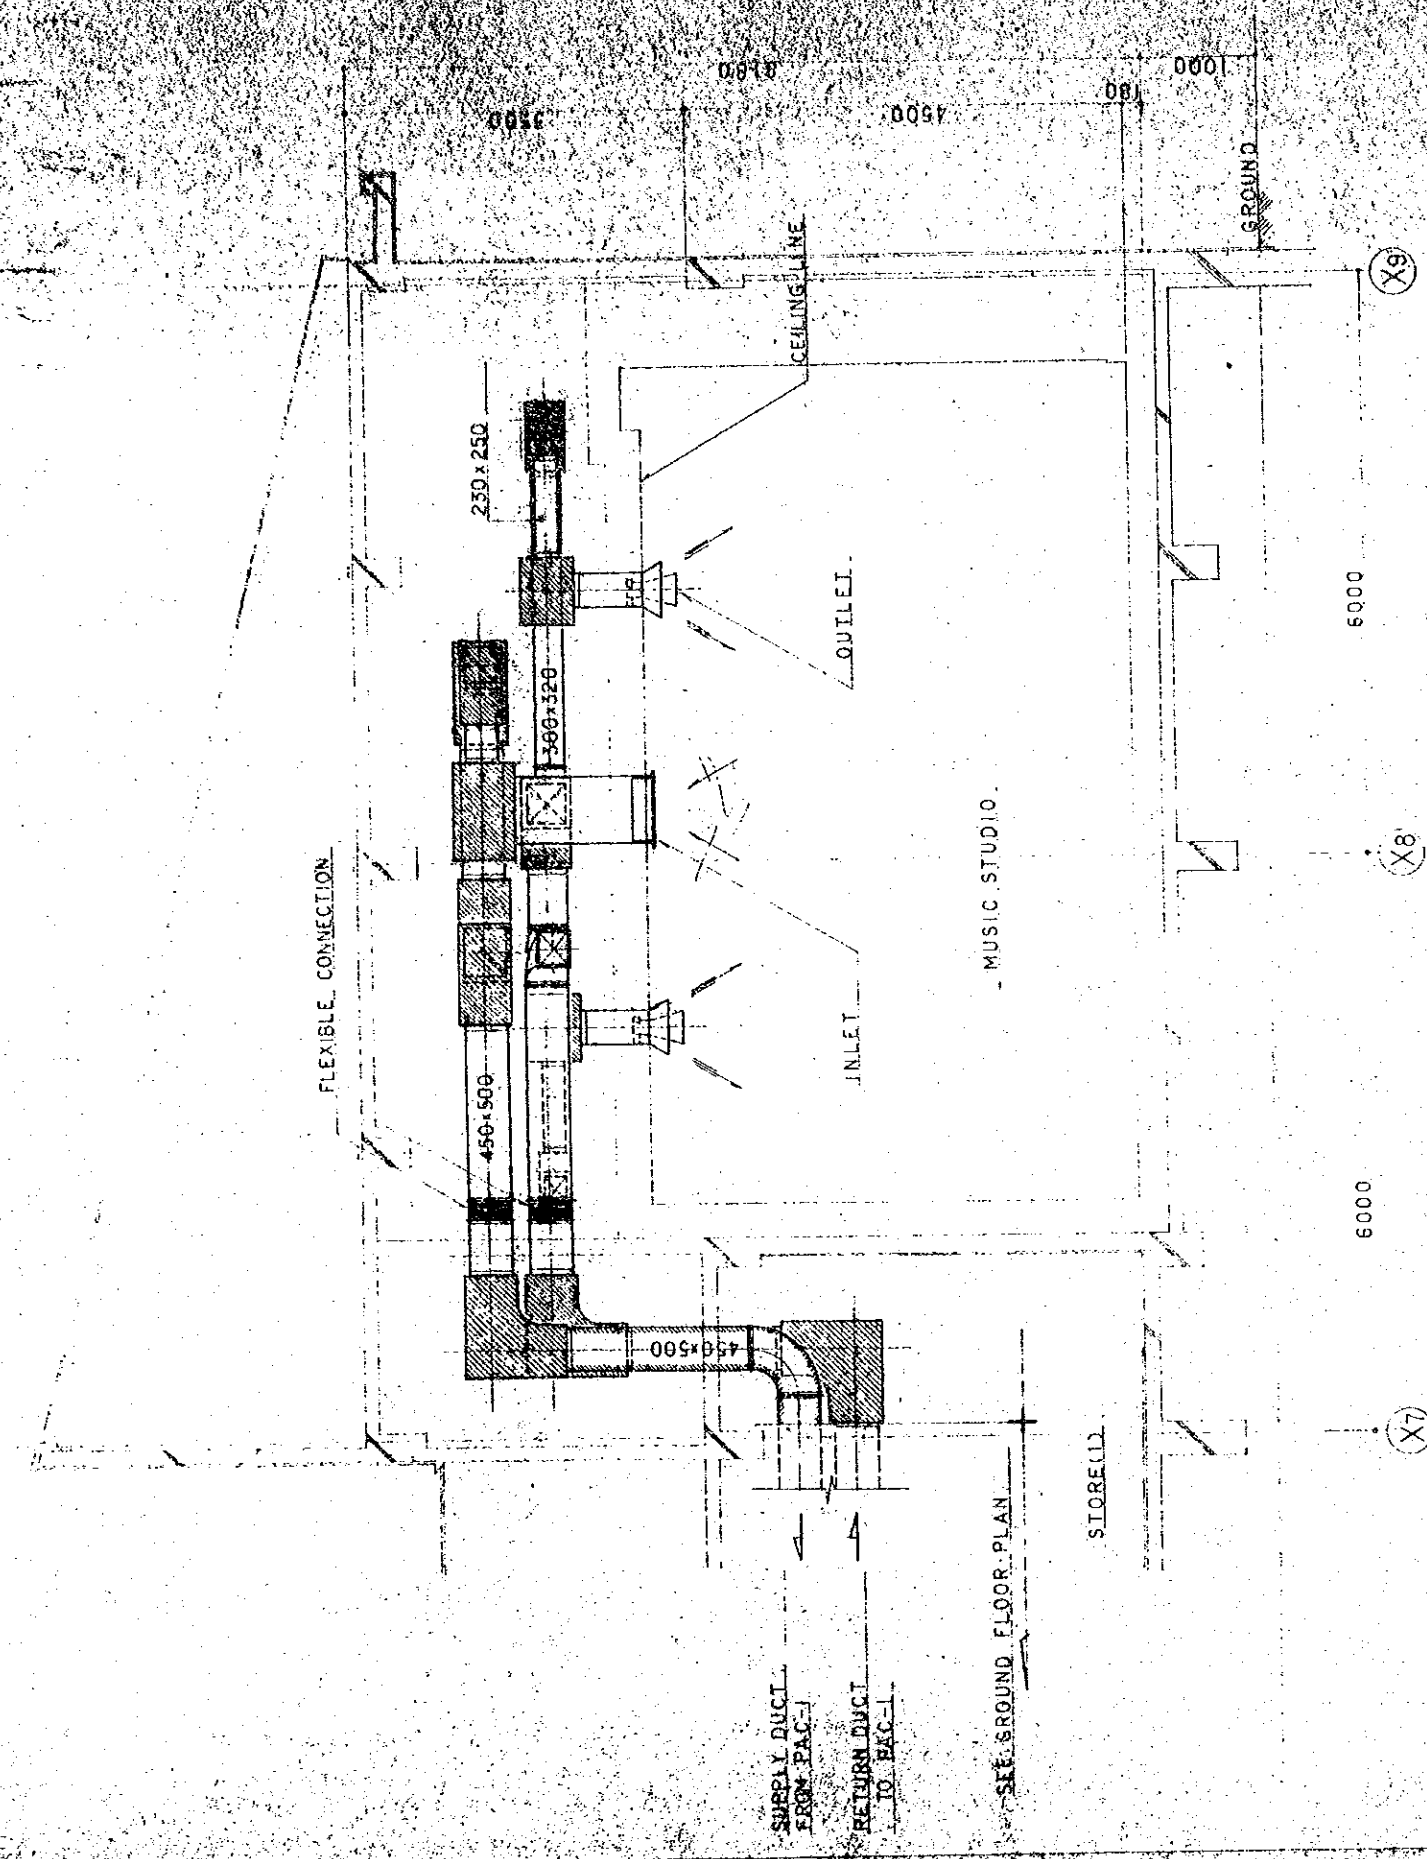 FLEXIBLE CONNECTION
230 x 250
300x320
450x500
450x500
CEILING LINE
OUTLET
INLET
MUSIC STUDIO
STORE(1)
SUPPLY DUCT
FROM PAC-1
RETURN DUCT
TO PAC-1
SEE GROUND FLOOR PLAN
GROUND
3500
4500
180
1000
6000
6000
X7
X8
X9